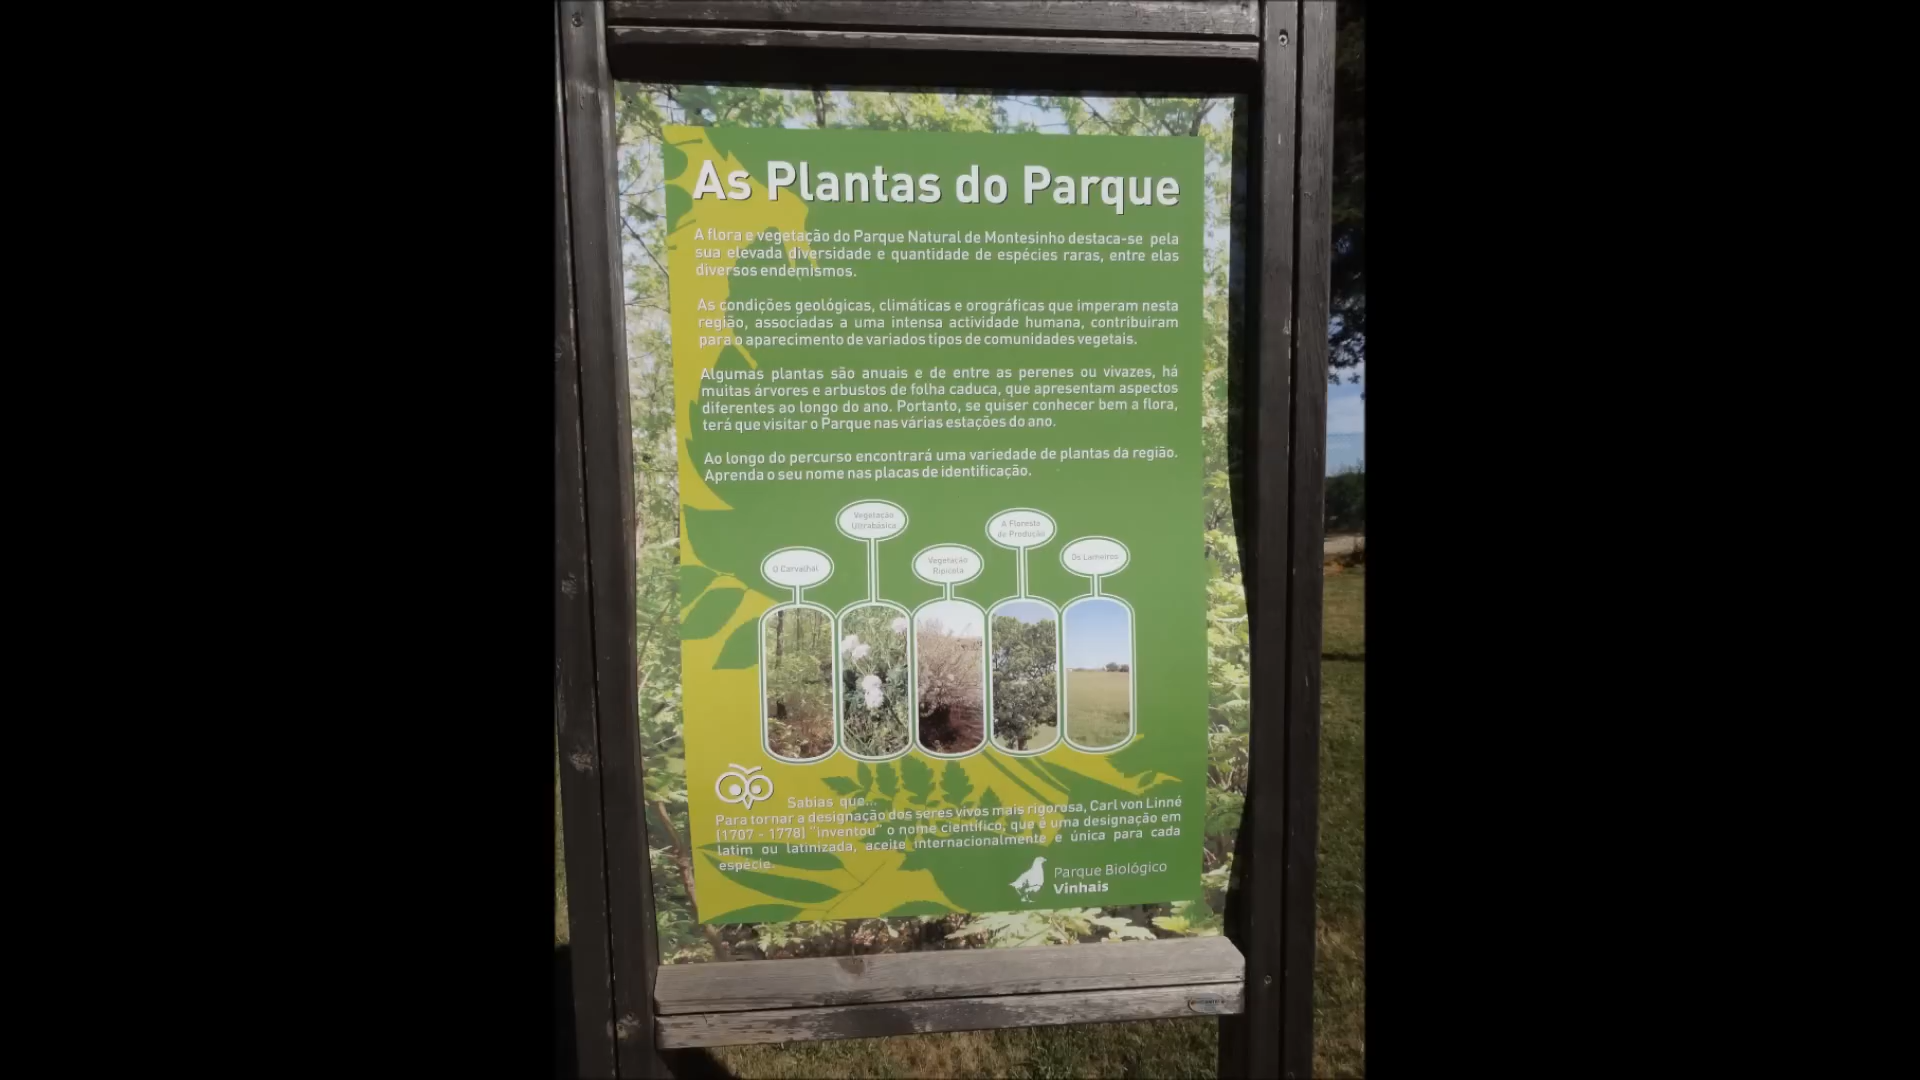 As Plantas do Parque
A flora e vegetação do Parque Natural de Montesinho destaca-se pela
sua elevada diversidade e quantidade de espécies raras, entre elas
diversos endemismos.
As condições geológicas, climáticas e orográficas que imperam nesta
região, associadas a uma intensa actividade humana, contribuiram
para o aparecimento de variados tipos de comunidades vegetais.
Algumas plantas são anuais e de entre as perenes ou vivazes, há
muitas árvores e arbustos de folha caduca, que apresentam aspectos
diferentes ao longo do ano. Portanto, se quiser conhecer bem a flora,
terá que visitar o Parque nas várias estações do ano.
Ao longo do percurso encontrará uma variedade de plantas da região.
Aprenda o seu nome nas placas de identificação.
O Carvalhal
Vegetação
Ultrabásica
Vegetação
Ripícola
A Floresta
de Produção
Os Lameiros
Sabias que...
Para tornar a designação dos seres vivos mais rigorosa, Carl von Linné
(1707 - 1778) "inventou" o nome científico, que é uma designação em
latim ou latinizada, aceite internacionalmente e única para cada
espécie.
Parque Biológico
Vinhais